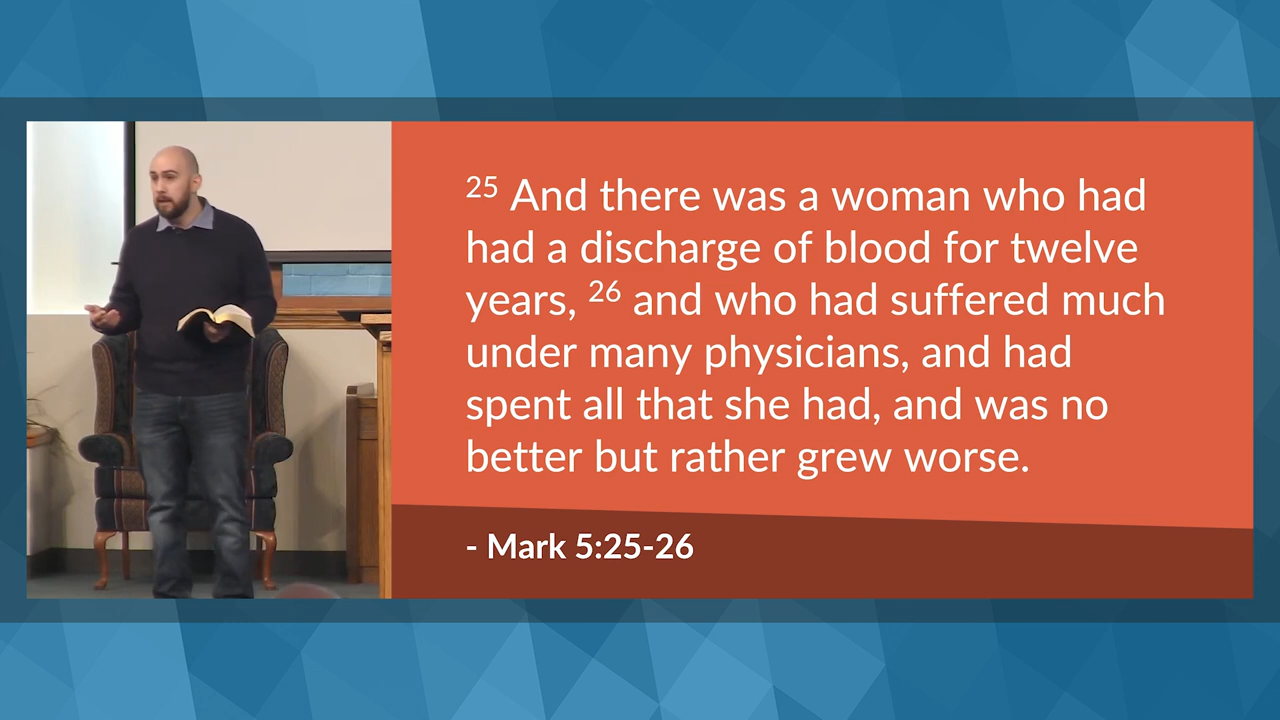 25 And there was a woman who had
had a discharge of blood for twelve
years, 26 and who had suffered much
under many physicians, and had
spent all that she had, and was no
better but rather grew worse.
- Mark 5:25-26